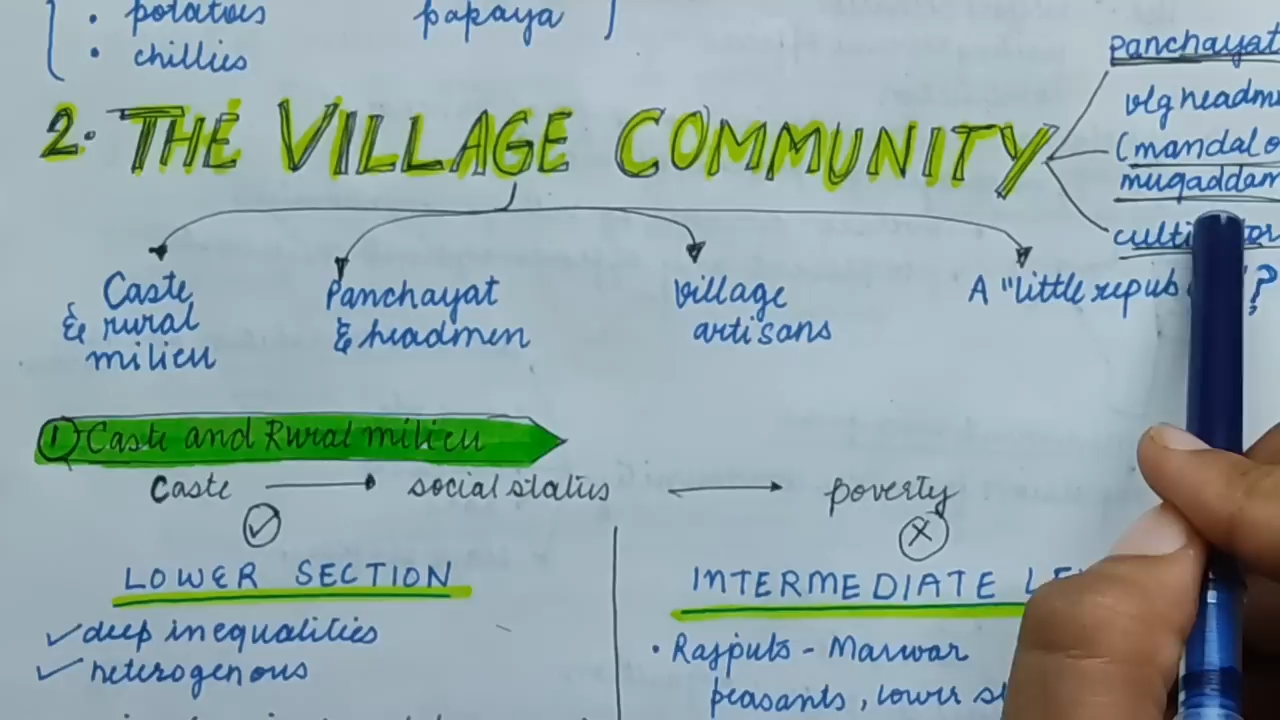 • potatoes papaya
• chillies
panchayat
vlg headm
(mandal o
muqaddam
2. THE VILLAGE COMMUNITY
Caste & rural milieu
Panchayat & headmen
village artisans
A "little repub "?
① Caste and Rural milieu
Caste → social status ↔ poverty
LOWER SECTION
✓ deep inequalities
✓ heterogenous
INTERMEDIATE
• Rajputs - Marwar
peasants, lower